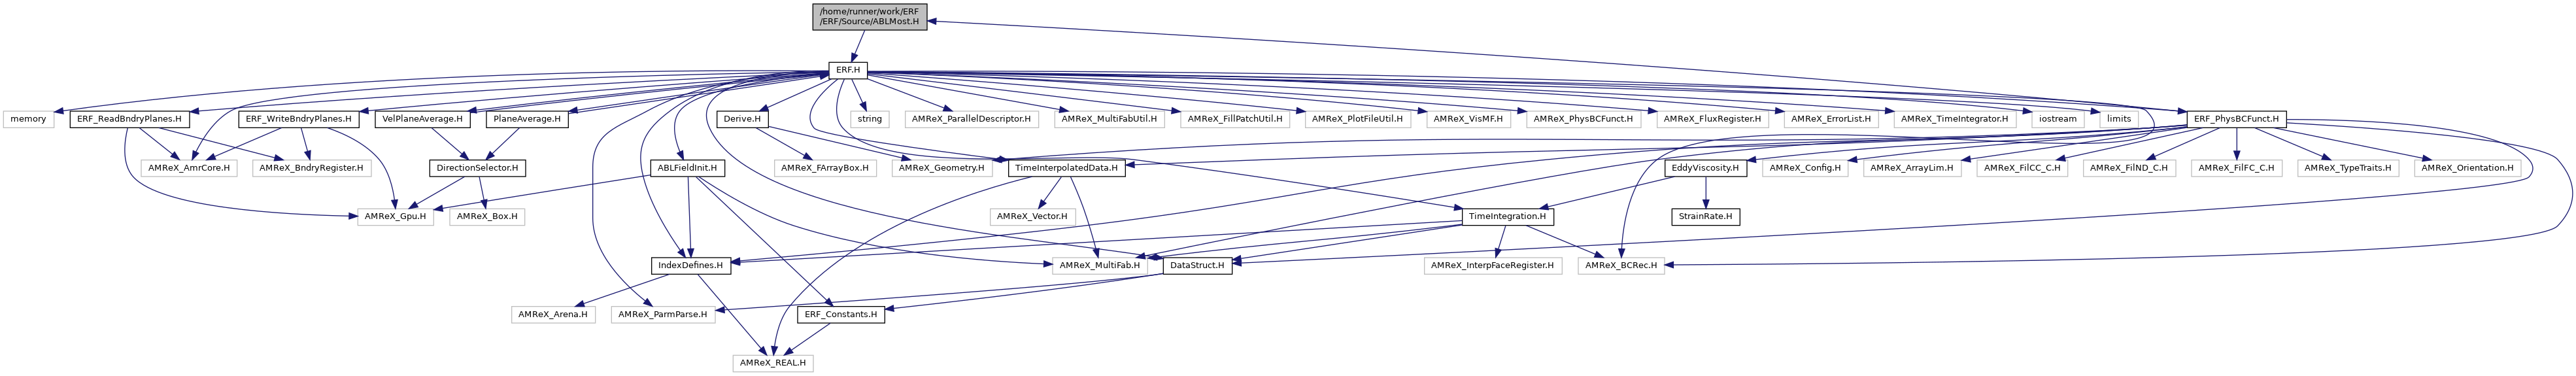 /home/runner/work/ERF
/ERF/Source/ABLMost.H
ERF.H
memory
ERF_ReadBndryPlanes.H
ERF_WriteBndryPlanes.H
VelPlaneAverage.H
PlaneAverage.H
Derive.H
string
AMReX_ParallelDescriptor.H
AMReX_MultiFabUtil.H
AMReX_FillPatchUtil.H
AMReX_PlotFileUtil.H
AMReX_VisMF.H
AMReX_PhysBCFunct.H
AMReX_FluxRegister.H
AMReX_ErrorList.H
AMReX_TimeIntegrator.H
iostream
limits
ERF_PhysBCFunct.H
AMReX_AmrCore.H
AMReX_BndryRegister.H
DirectionSelector.H
ABLFieldInit.H
AMReX_FArrayBox.H
AMReX_Geometry.H
TimeInterpolatedData.H
EddyViscosity.H
AMReX_Config.H
AMReX_ArrayLim.H
AMReX_FilCC_C.H
AMReX_FilND_C.H
AMReX_FilFC_C.H
AMReX_TypeTraits.H
AMReX_Orientation.H
AMReX_Gpu.H
AMReX_Box.H
AMReX_Vector.H
TimeIntegration.H
StrainRate.H
IndexDefines.H
AMReX_MultiFab.H
DataStruct.H
AMReX_InterpFaceRegister.H
AMReX_BCRec.H
AMReX_Arena.H
AMReX_ParmParse.H
ERF_Constants.H
AMReX_REAL.H